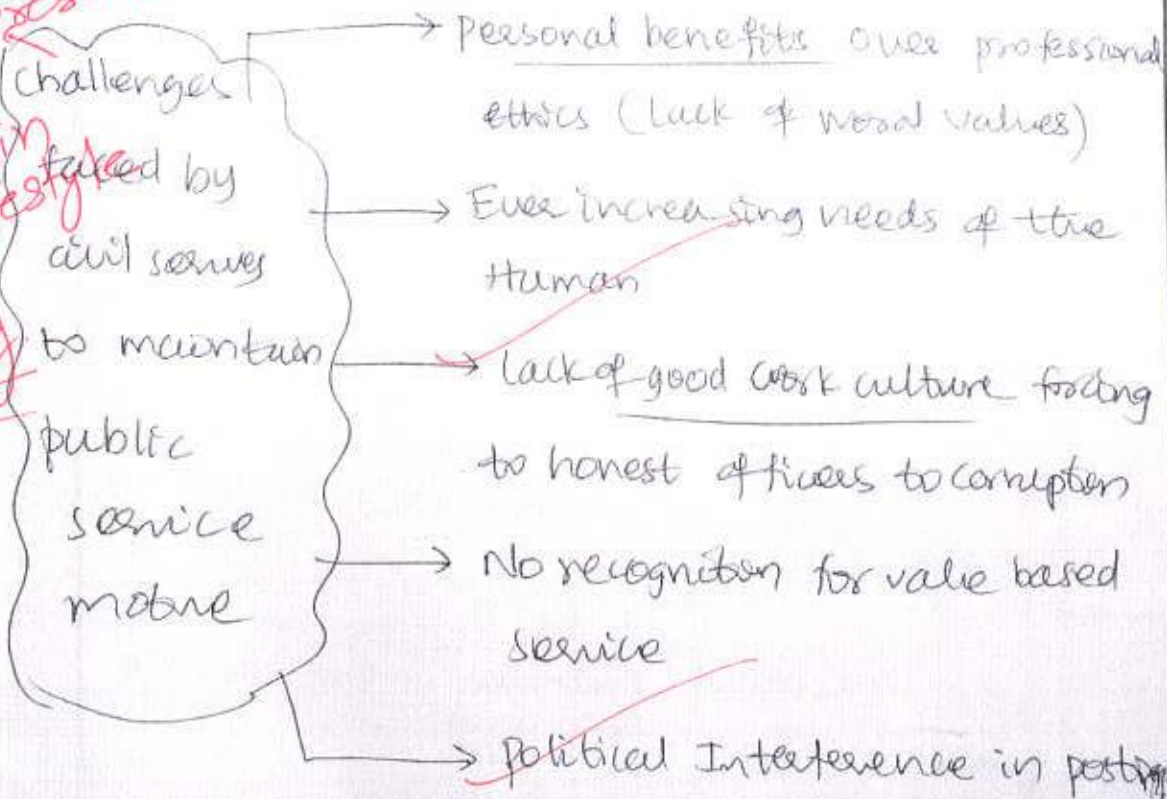 Challenges
faced by
civil serves
to maintain
public
service
motive
Personal benefits over professional
ethics (lack of moral values)
Ever increasing needs of the
Human
lack of good work culture forcing
to honest officers to corruption
No recognition for value based
service
political Interference in posting